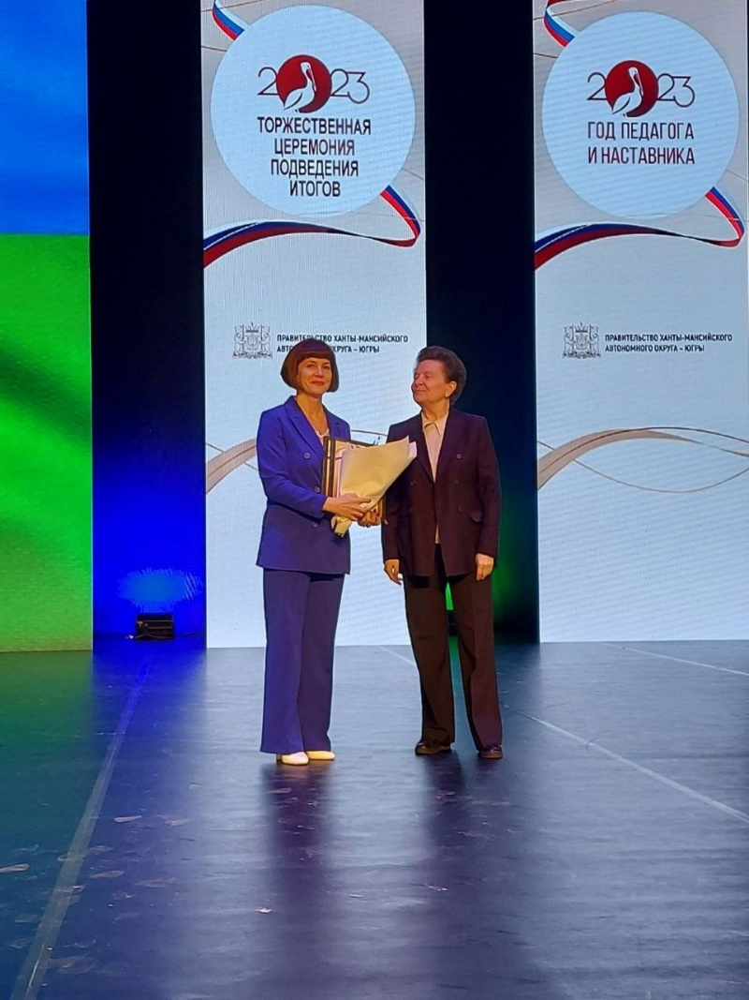 2023
ТОРЖЕСТВЕННАЯ
ЦЕРЕМОНИЯ
ПОДВЕДЕНИЯ
ИТОГОВ
ПРАВИТЕЛЬСТВО ХАНТЫ-МАНСИЙСКОГО
ОКРУГА – ЮГРЫ
2023
ГОД ПЕДАГОГА
И НАСТАВНИКА
ПРАВИТЕЛЬСТВО ХАНТЫ-МАНСИЙСКОГО
АВТОНОМНОГО ОКРУГА – ЮГРЫ